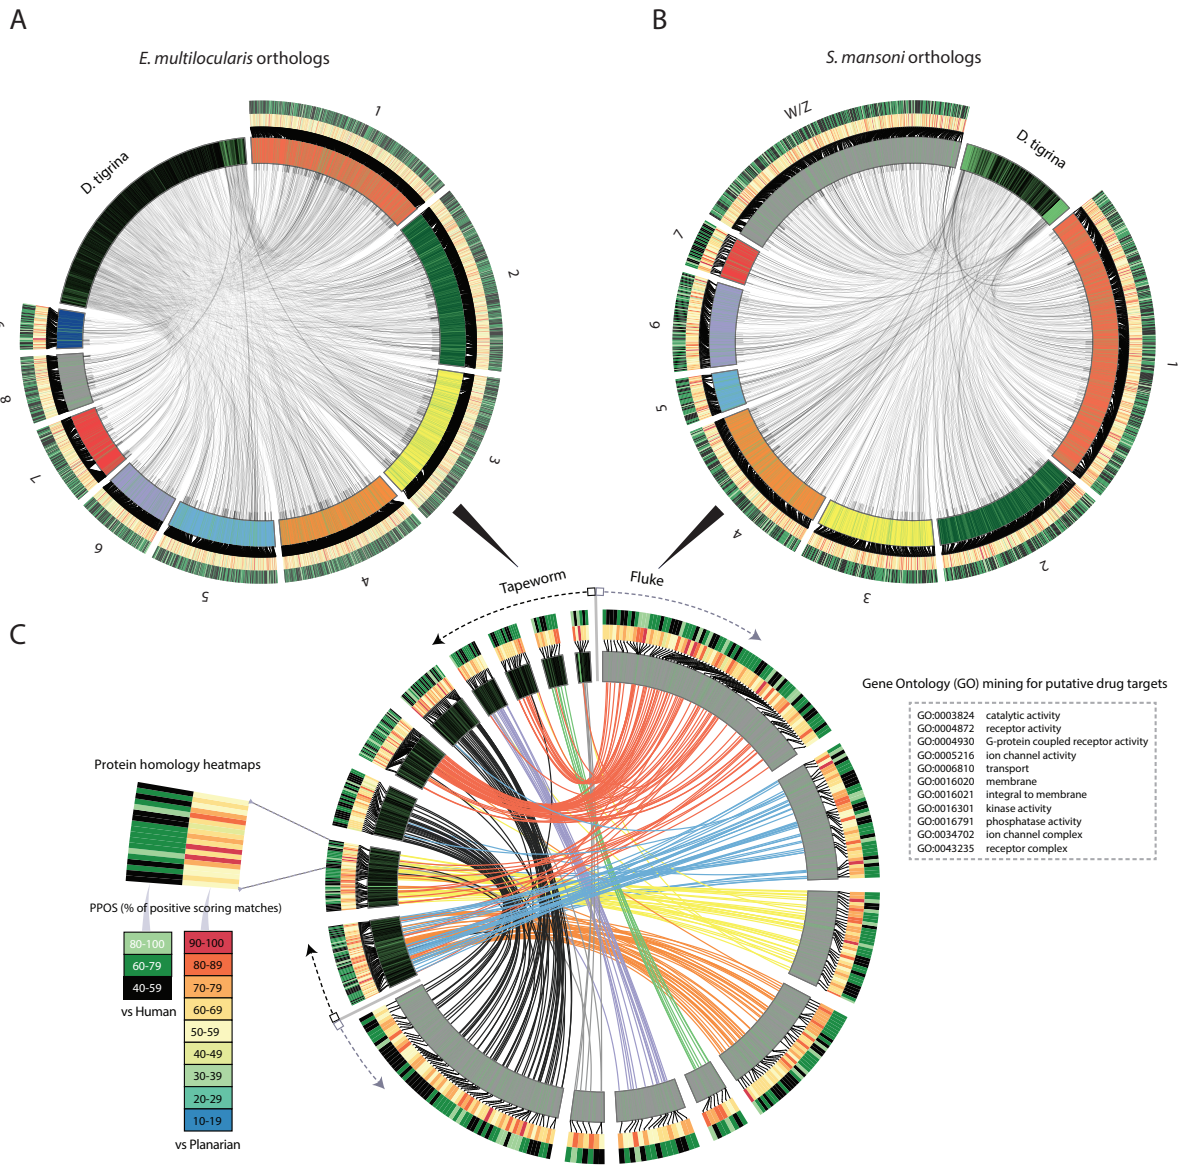 A
B
E. multilocularis orthologs
S. mansoni orthologs
D. tigrina
1
2
3
4
5
6
7
8
W/Z
D. tigrina
1
2
3
4
5
6
7
Tapeworm
Fluke
C
Gene Ontology (GO) mining for putative drug targets
GO:0003824 catalytic activity
GO:0004872 receptor activity
GO:0004930 G-protein coupled receptor activity
GO:0005216 ion channel activity
GO:0006810 transport
GO:0016020 membrane
GO:0016021 integral to membrane
GO:0016301 kinase activity
GO:0016791 phosphatase activity
GO:0034702 ion channel complex
GO:0043235 receptor complex
Protein homology heatmaps
PPOS (% of positive scoring matches)
80-100
60-79
40-59
vs Human
90-100
80-89
70-79
60-69
50-59
40-49
30-39
20-29
10-19
vs Planarian